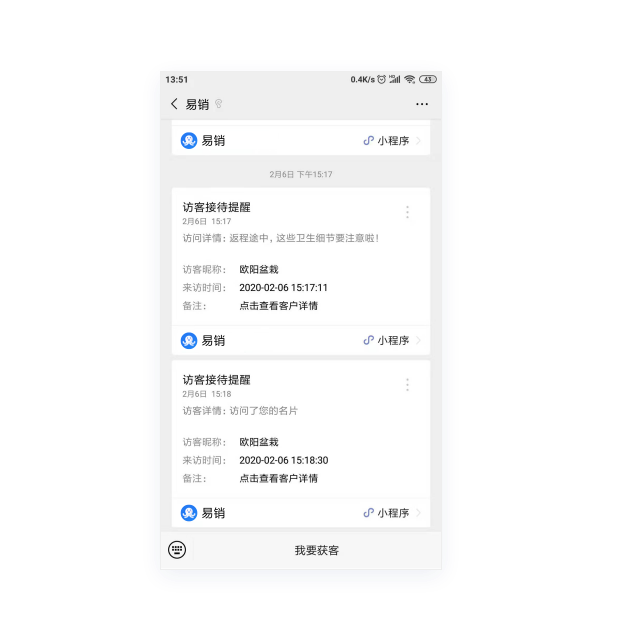 13:51
0.4K/s
43
易销
易销
小程序
2月6日 下午15:17
访客接待提醒
2月6日 15:17
访问详情: 返程途中, 这些卫生细节要注意啦!
访客昵称: 欧阳盆栽
来访时间: 2020-02-06 15:17:11
备注: 点击查看客户详情
易销
小程序
访客接待提醒
2月6日 15:18
访客详情: 访问了您的名片
访客昵称: 欧阳盆栽
来访时间: 2020-02-06 15:18:30
备注: 点击查看客户详情
易销
小程序
我要获客